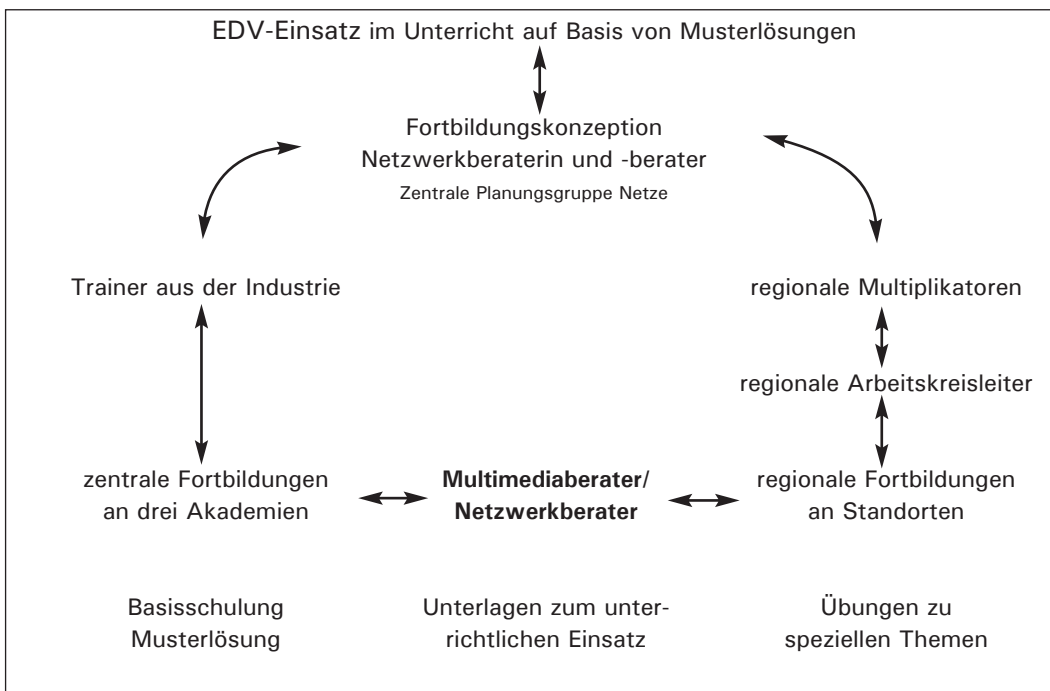 EDV-Einsatz im Unterricht auf Basis von Musterlösungen
Fortbildungskonzeption
Netzwerkberaterin und -berater
Zentrale Planungsgruppe Netze
Trainer aus der Industrie
regionale Multiplikatoren
regionale Arbeitskreisleiter
zentrale Fortbildungen
an drei Akademien
Multimediaberater/
Netzwerkberater
regionale Fortbildungen
an Standorten
Basisschulung
Musterlösung
Unterlagen zum unter-
richtlichen Einsatz
Übungen zu
speziellen Themen